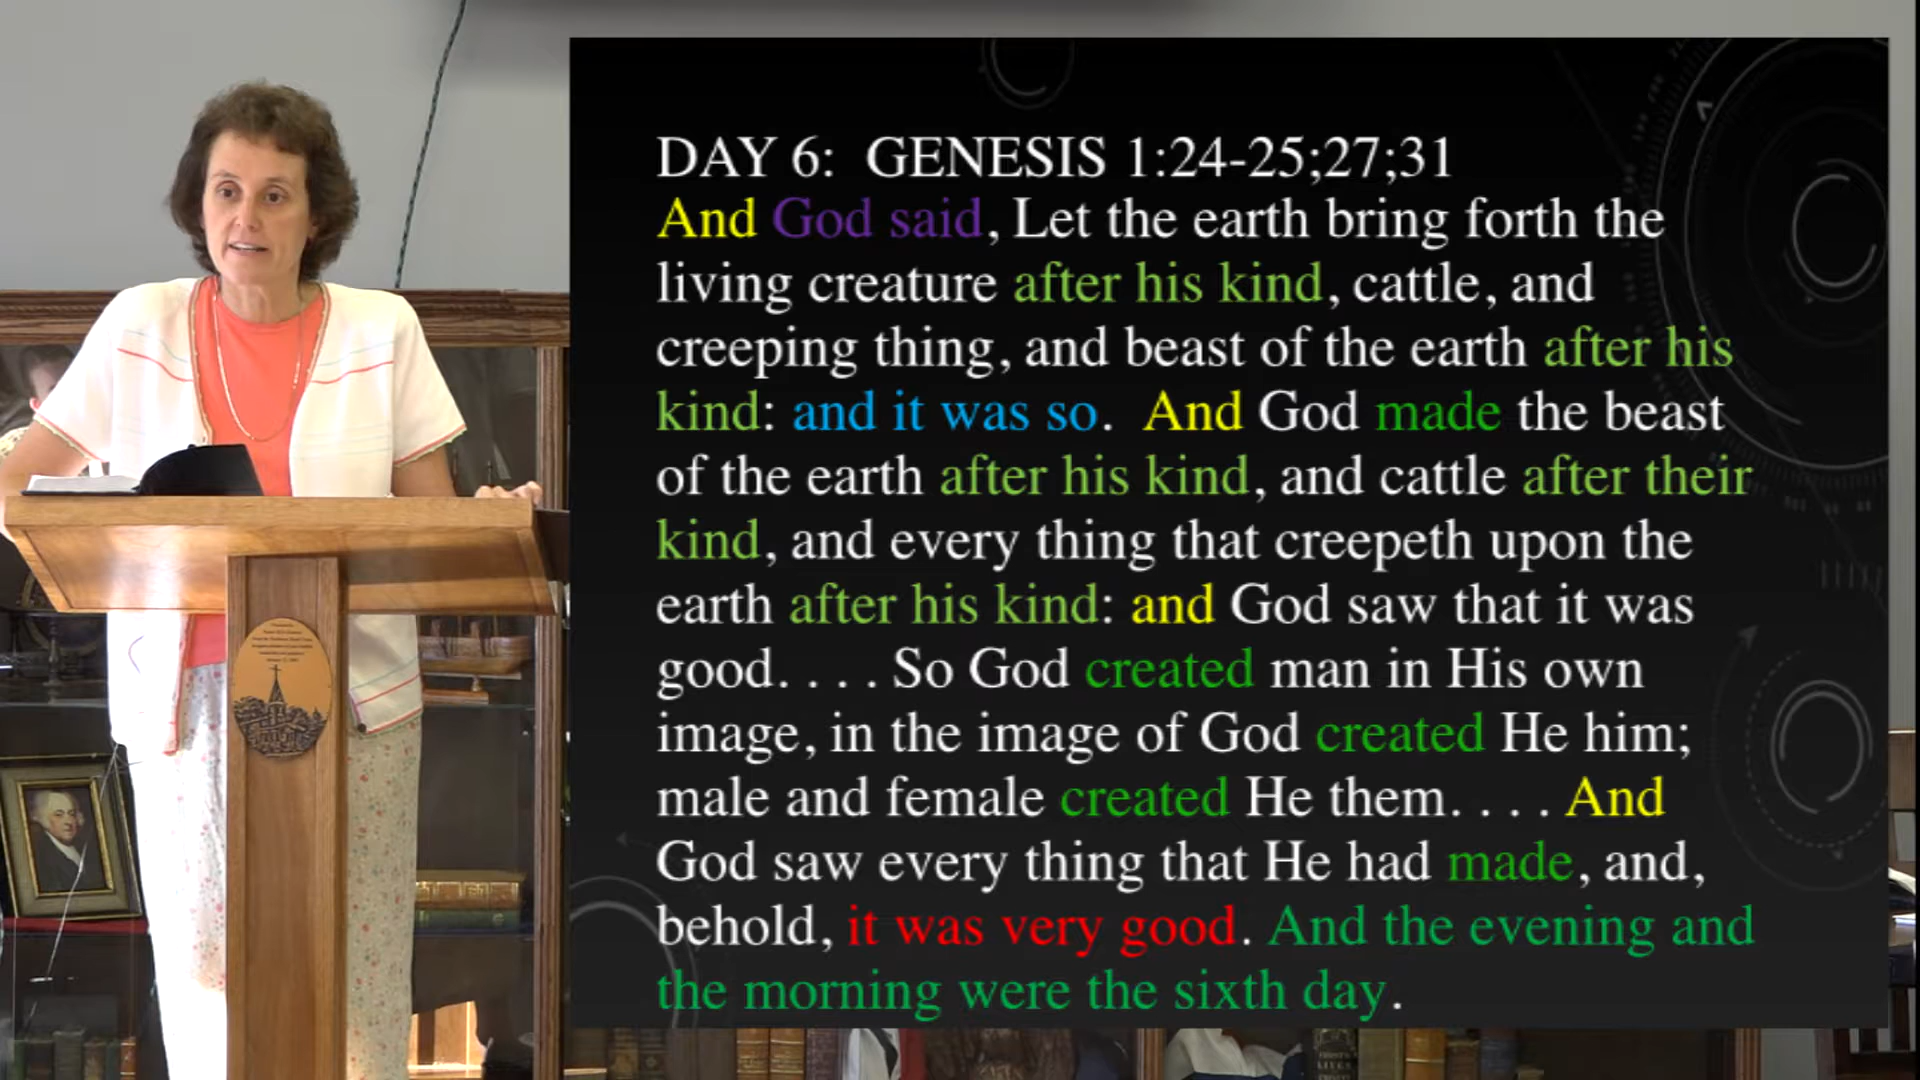 DAY 6: GENESIS 1:24-25;27;31
And God said, Let the earth bring forth the
living creature after his kind, cattle, and
creeping thing, and beast of the earth after his
kind: and it was so. And God made the beast
of the earth after his kind, and cattle after their
kind, and every thing that creepeth upon the
earth after his kind: and God saw that it was
good. . . . So God created man in His own
image, in the image of God created He him;
male and female created He them. . . . And
God saw every thing that He had made, and,
behold, it was very good. And the evening and
the morning were the sixth day.